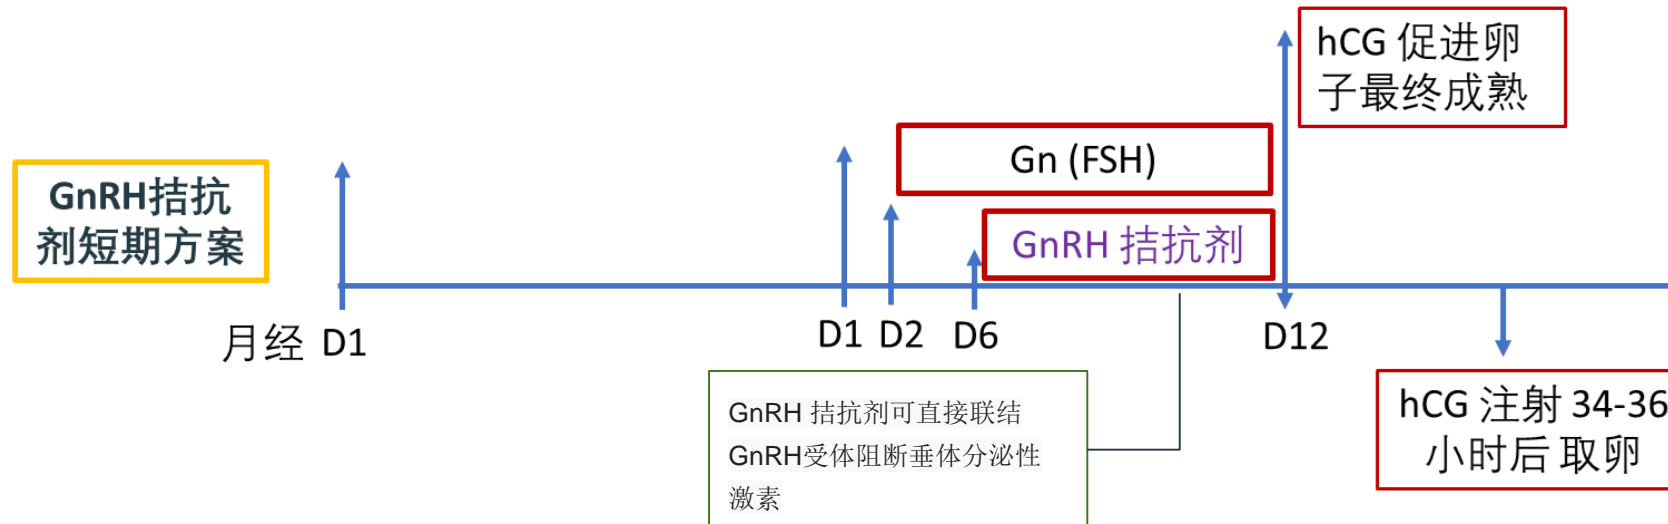 hCG 促进卵
子最终成熟
Gn (FSH)
GnRH拮抗
剂短期方案
GnRH 拮抗剂
月经 D1
D1 D2 D6
D12
GnRH 拮抗剂可直接联结
GnRH受体阻断垂体分泌性
激素
hCG 注射 34-36
小时后 取卵